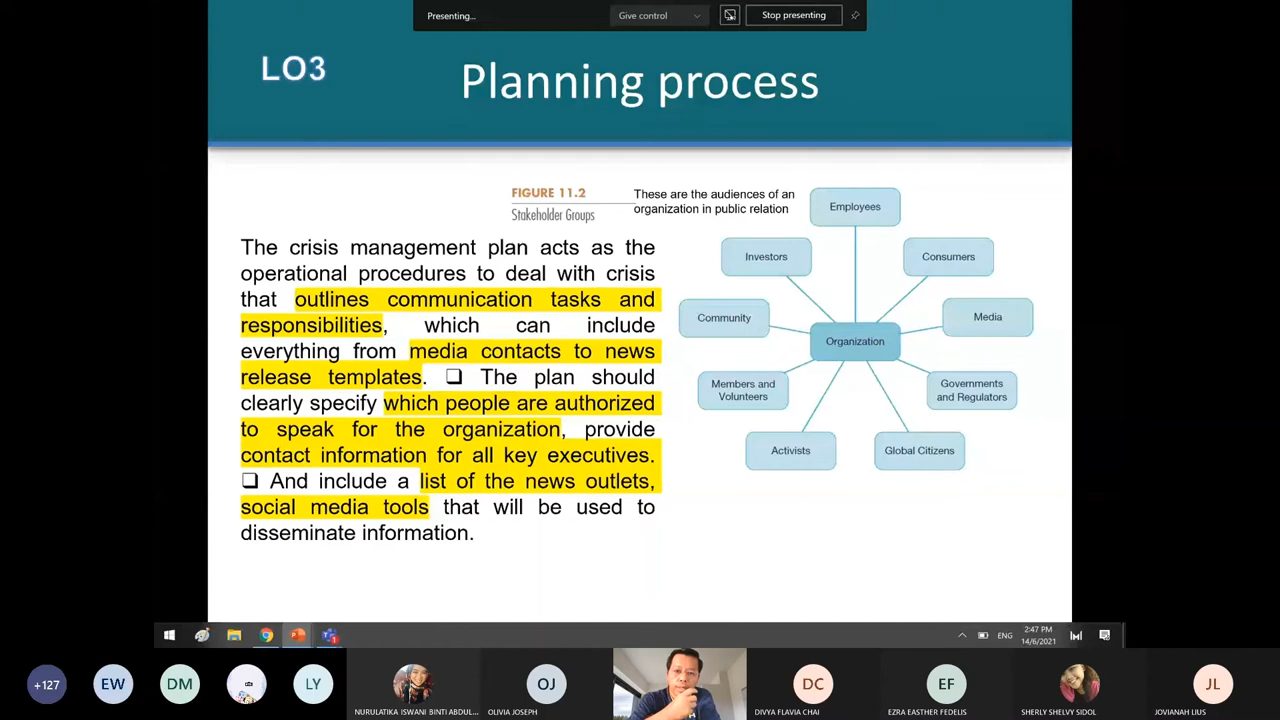 Presenting...
Give control
Stop presenting
LO3
Planning process
FIGURE 11.2
Stakeholder Groups
These are the audiences of an
organization in public relation
The crisis management plan acts as the
operational procedures to deal with crisis
that outlines communication tasks and
responsibilities, which can include
everything from media contacts to news
release templates. ❑ The plan should
clearly specify which people are authorized
to speak for the organization, provide
contact information for all key executives.
❑ And include a list of the news outlets,
social media tools that will be used to
disseminate information.
Employees
Investors
Consumers
Community
Media
Organization
Members and
Volunteers
Governments
and Regulators
Activists
Global Citizens
ENG
2:47 PM
14/6/2021
+127
EW
DM
LY
NURULATIKA ISWANI BINTI ABDUL...
OJ
OLIVIA JOSEPH
DC
DIVYA FLAVIA CHAI
EF
EZRA EASTHER FEDELIS
SHERLY SHELVY SIDOL
JL
JOVIANAH LIUS